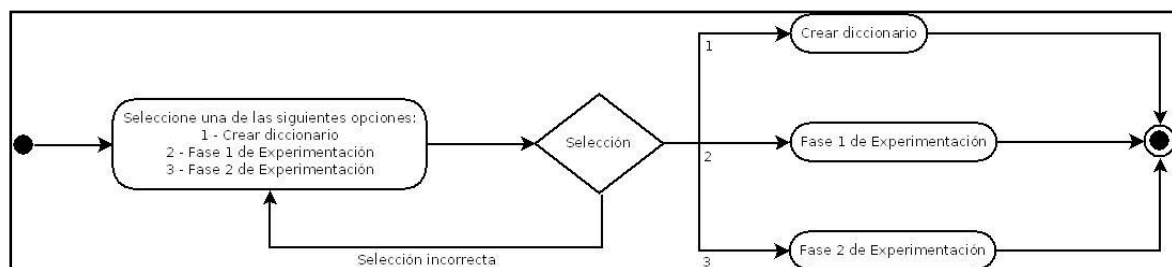 Seleccione una de las siguientes opciones:
1 - Crear diccionario
2 - Fase 1 de Experimentación
3 - Fase 2 de Experimentación
Selección
Selección incorrecta
1
Crear diccionario
2
Fase 1 de Experimentación
3
Fase 2 de Experimentación